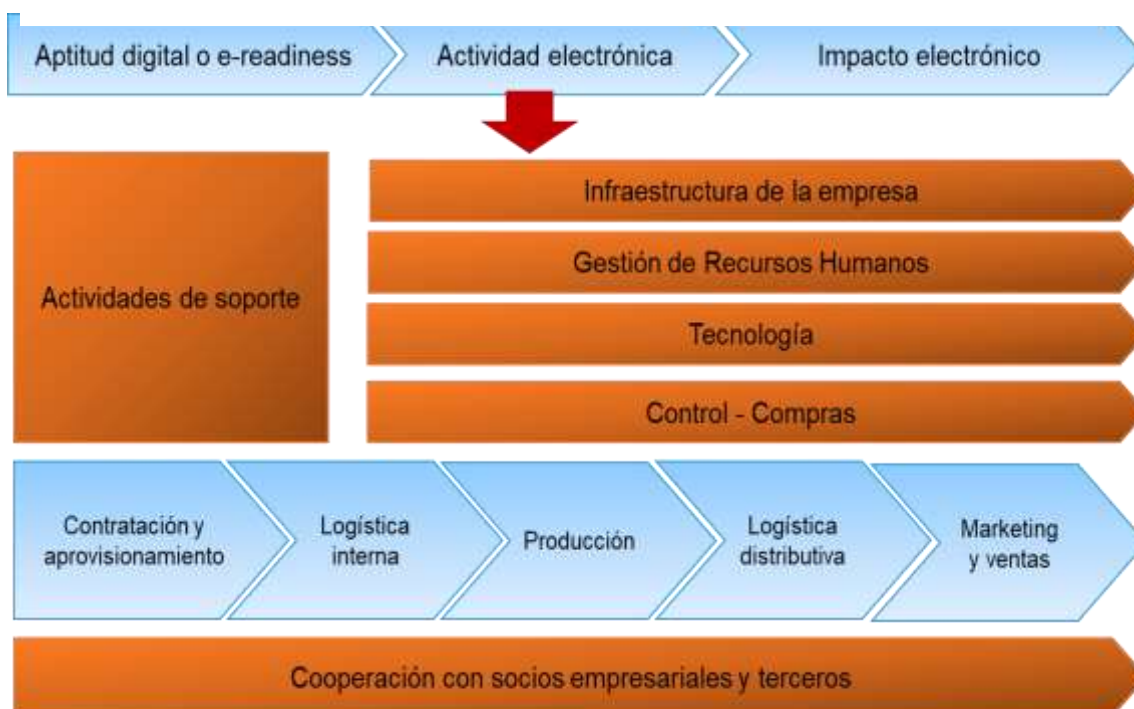 Aptitud digital o e-readiness
Actividad electrónica
Impacto electrónico
Actividades de soporte
Infraestructura de la empresa
Gestión de Recursos Humanos
Tecnología
Control - Compras
Contratación y
aprovisionamiento
Logística
interna
Producción
Logística
distributiva
Marketing
y ventas
Cooperación con socios empresariales y terceros